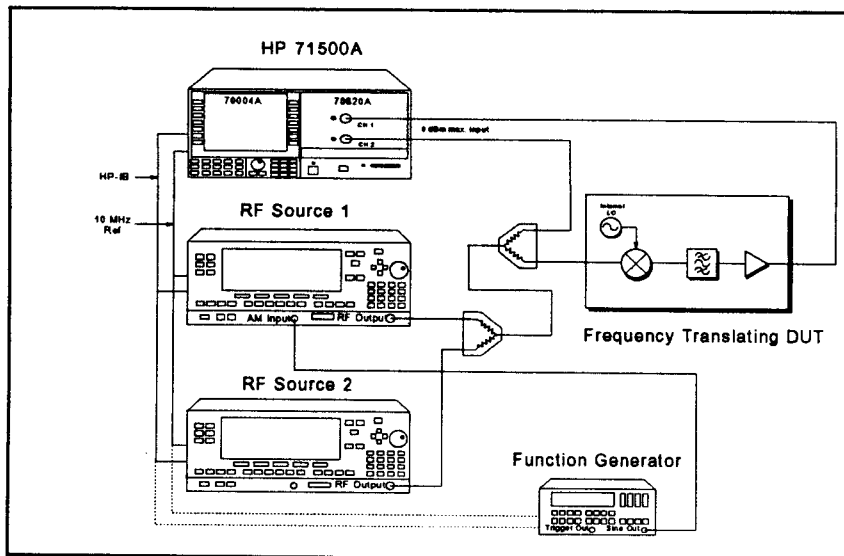 HP 71500A
70004A
70820A
CH 1
0 dBm max. input
CH 2
HP-IB
10 MHz
Ref
RF Source 1
Internal
LO
AM Input
RF Output
Frequency Translating DUT
RF Source 2
RF Output
Function Generator
Trigger Out
Sine Out